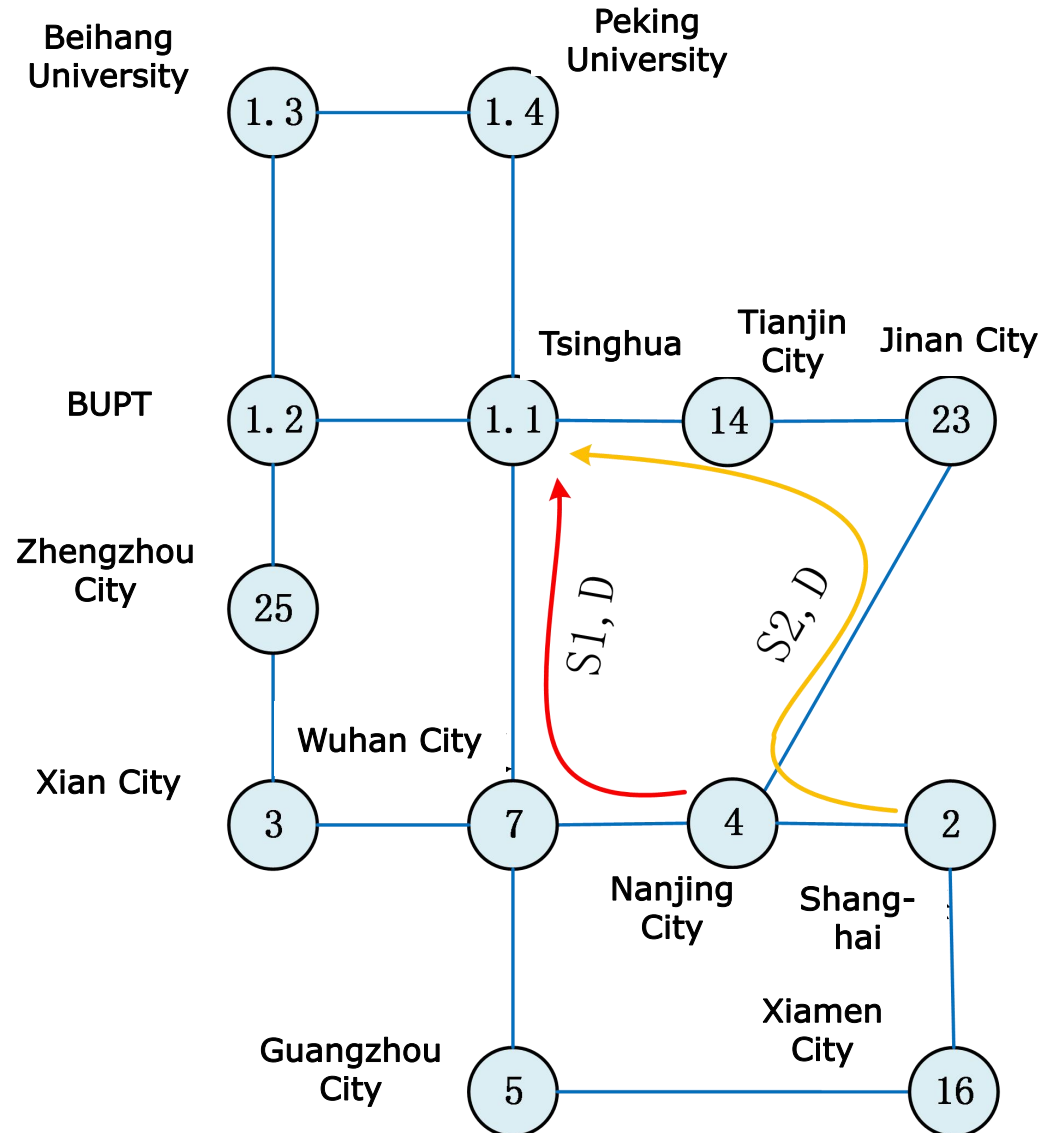 Beihang
University
Peking
University
1.3
1.4
Tsinghua
Tianjin
City
Jinan City
BUPT
1.2
1.1
14
23
Zhengzhou
City
25
S1, D
S2, D
Wuhan City
Xian City
3
7
4
2
Nanjing
City
Shang-
hai
Xiamen
City
Guangzhou
City
5
16